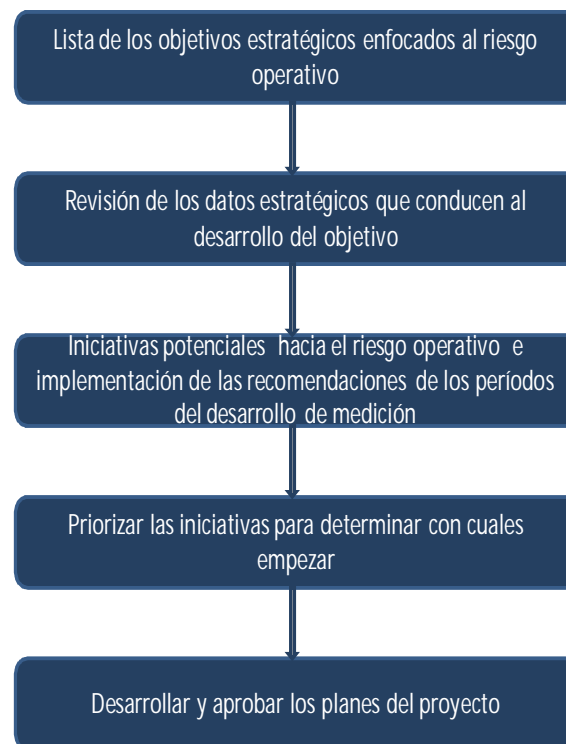 Lista de los objetivos estratégicos enfocados al riesgo
operativo
Revisión de los datos estratégicos que conducen al
desarrollo del objetivo
Iniciativas potenciales hacia el riesgo operativo e
implementación de las recomendaciones de los períodos
del desarrollo de medición
Priorizar las iniciativas para determinar con cuales
empezar
Desarrollar y aprobar los planes del proyecto